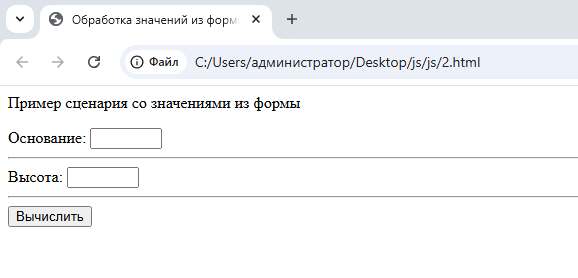 Обработка значений из форм
Файл C:/Users/администратор/Desktop/js/js/2.html
Пример сценария со значениями из формы
Основание:
Высота:
Вычислить